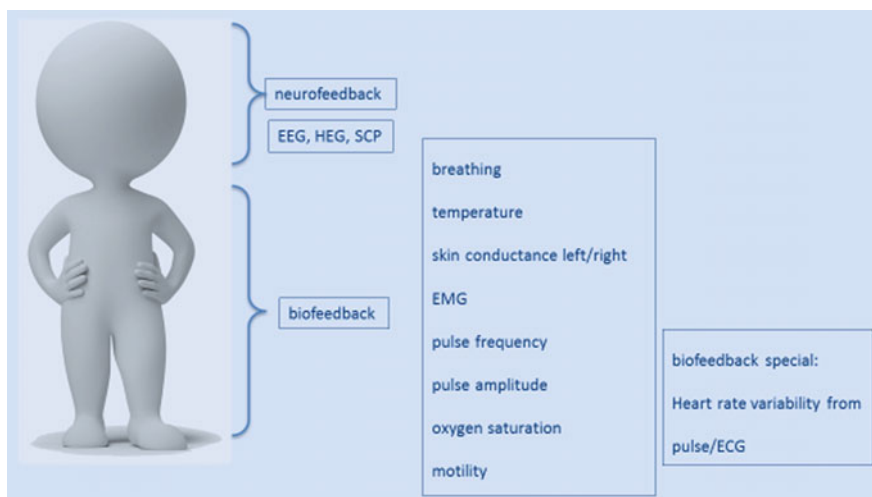 neurofeedback
EEG, HEG, SCP
biofeedback
breathing
temperature
skin conductance left/right
EMG
pulse frequency
pulse amplitude
oxygen saturation
motility
biofeedback special:
Heart rate variability from
pulse/ECG